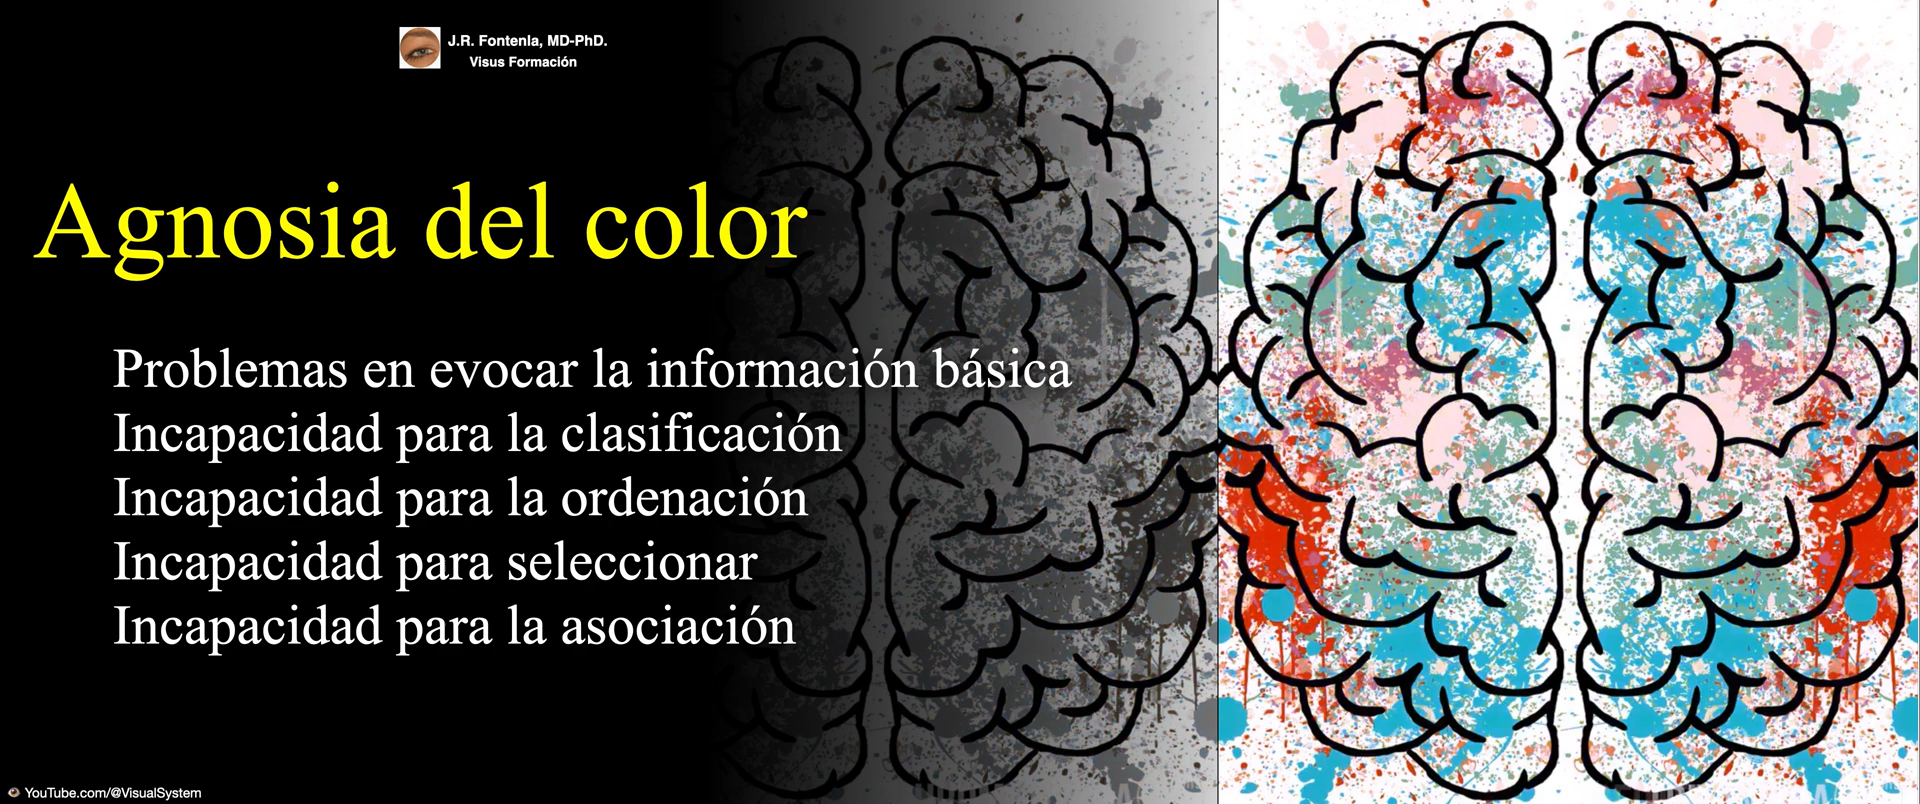 J.R. Fontenla, MD-PhD.
Visus Formación
Agnosia del color
Problemas en evocar la información básica
Incapacidad para la clasificación
Incapacidad para la ordenación
Incapacidad para seleccionar
Incapacidad para la asociación
YouTube.com/@VisualSystem